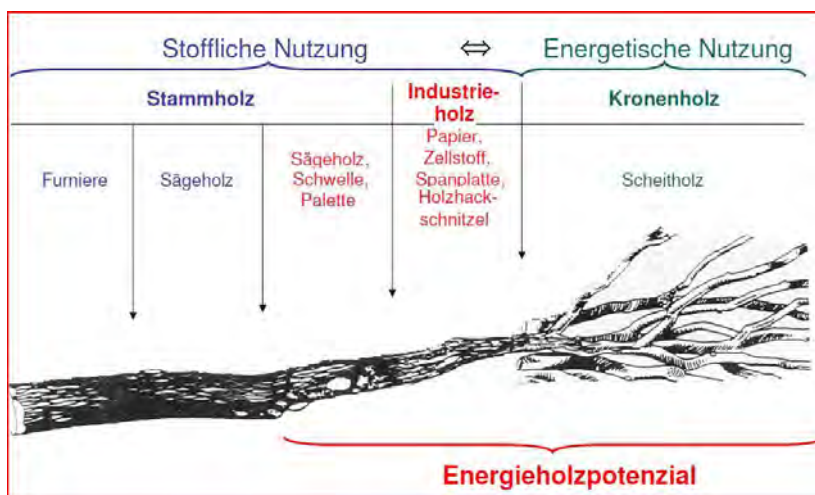 Stoffliche Nutzung ⇔ Energetische Nutzung
Stammholz
Industrie-
holz
Kronenholz
Furniere
Sägeholz
Sägeholz,
Schwelle,
Palette
Papier,
Zellstoff,
Spanplatte,
Holzhack-
schnitzel
Scheitholz
Energieholzpotenzial